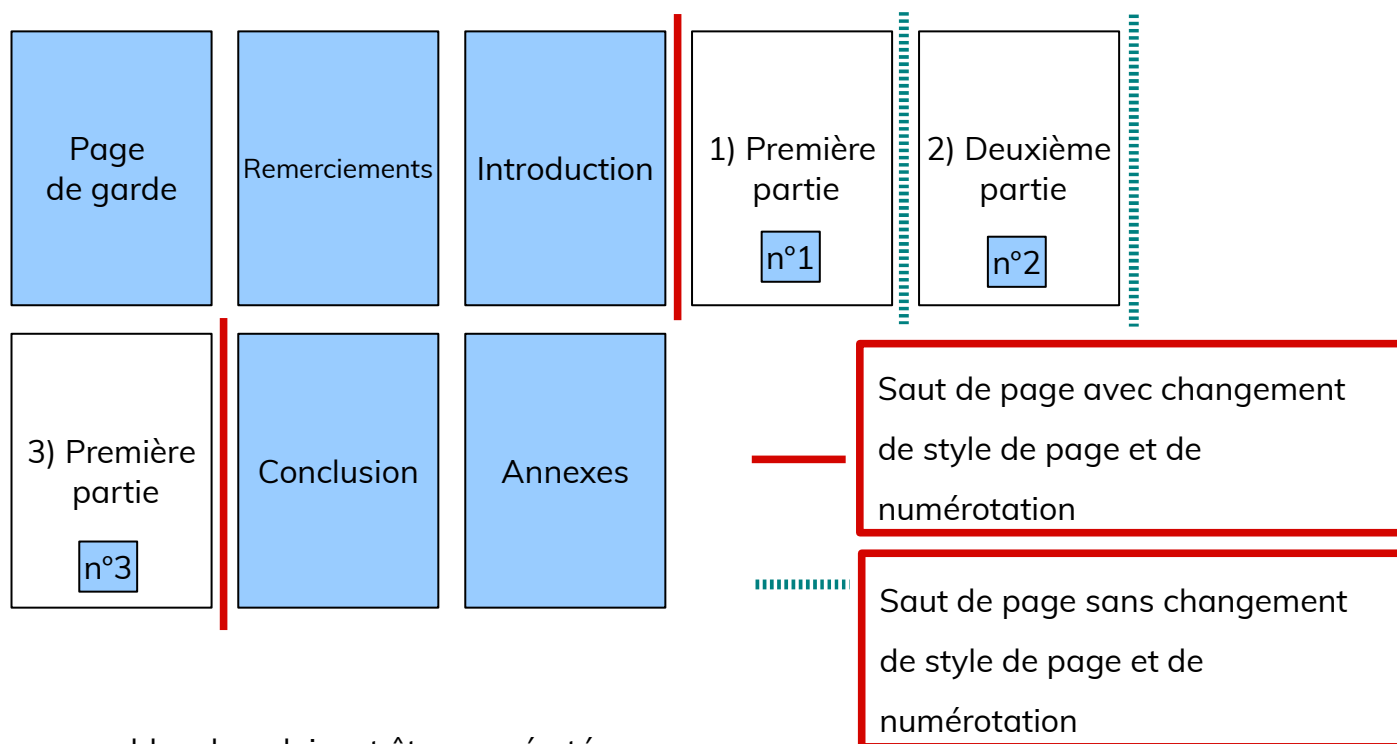 Page
de garde
Remerciements
Introduction
1) Première
partie
n°1
2) Deuxième
partie
n°2
3) Première
partie
n°3
Conclusion
Annexes
Saut de page avec changement
de style de page et de
numérotation
Saut de page sans changement
de style de page et de
numérotation